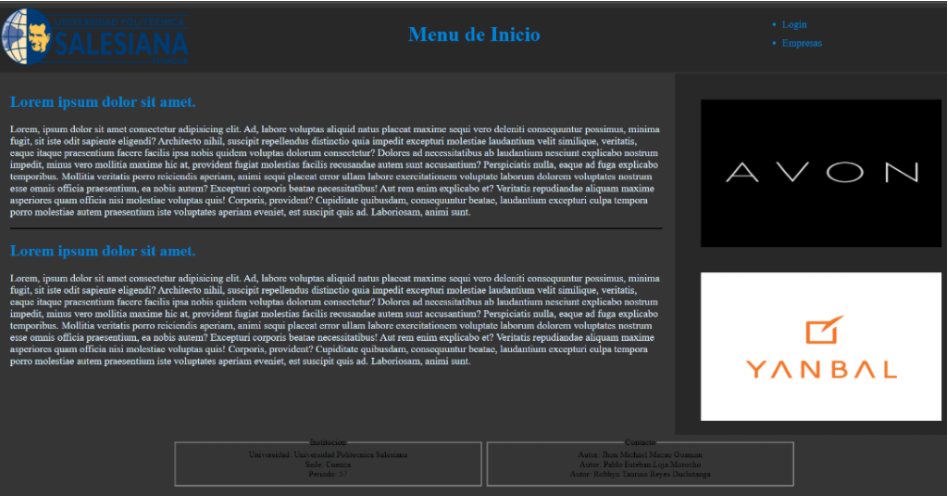 UNIVERSIDAD POLITECNICA
SALESIANA
Menu de Inicio
Login
Empresas
Lorem ipsum dolor sit amet.
Lorem, ipsum dolor sit amet consectetur adipisicing elit. Ad, labore voluptas aliquid natus placeat maxime sequi vero deleniti consequuntur possimus, minima
fugit, sit iste odit sapiente eligendi? Architecto nihil, suscipit repellendus distinctio quia impedit excepturi molestiae laudantium velit similique, veritatis,
eaque itaque praesentium facere facilis ipsa nobis quidem voluptas dolorum consectetur? Dolores ad necessitatibus ab laudantium nesciunt explicabo nostrum
impedit, minus vero mollitia maxime hic at, provident fugiat molestias facilis recusandae autem sunt accusantium? Perspiciatis nulla, eaque ad fuga explicabo
temporibus. Mollitia veritatis porro reiciendis aperiam, animi sequi placeat error ullam labore exercitationem voluptate laborum dolorem voluptates tempore
esse omnis officia praesentium, ea nobis autem? Excepturi corporis beatae necessitatibus! Aut rem enim explicabo et? Veritatis repudiandae aliquam maxime
asperiores quam officia nisi molestiae voluptas quis! Corporis, provident? Cupiditate quibusdam, consequuntur beatae, laudantium excepturi culpa tempora
porro molestiae autem praesentium iste voluptates aperiam eveniet, est suscipit quis ad. Laboriosam, animi sunt.
Lorem ipsum dolor sit amet.
Lorem, ipsum dolor sit amet consectetur adipisicing elit. Ad, labore voluptas aliquid natus placeat maxime sequi vero deleniti consequuntur possimus, minima
fugit, sit iste odit sapiente eligendi? Architecto nihil, suscipit repellendus distinctio quia impedit excepturi molestiae laudantium velit similique, veritatis,
eaque itaque praesentium facere facilis ipsa nobis quidem voluptas dolorum consectetur? Dolores ad necessitatibus ab laudantium nesciunt explicabo nostrum
impedit, minus vero mollitia maxime hic at, provident fugiat molestias facilis recusandae autem sunt accusantium? Perspiciatis nulla, eaque ad fuga explicabo
temporibus. Mollitia veritatis porro reiciendis aperiam, animi sequi placeat error ullam labore exercitationem voluptate laborum dolorem voluptates tempore
esse omnis officia praesentium, ea nobis autem? Excepturi corporis beatae necessitatibus! Aut rem enim explicabo et? Veritatis repudiandae aliquam maxime
asperiores quam officia nisi molestiae voluptas quis! Corporis, provident? Cupiditate quibusdam, consequuntur beatae, laudantium excepturi culpa tempora
porro molestiae autem praesentium iste voluptates aperiam eveniet, est suscipit quis ad. Laboriosam, animi sunt.
AVON
YANBAL
Institucion
Universidad: Universidad Politecnica Salesiana
Sede: Cuenca
Periodo: 57
Contacto
Autor: Jhon Michael Macao Guaman
Autor: Pablo Esteban Loja Morocho
Autor: Tamara Reyes